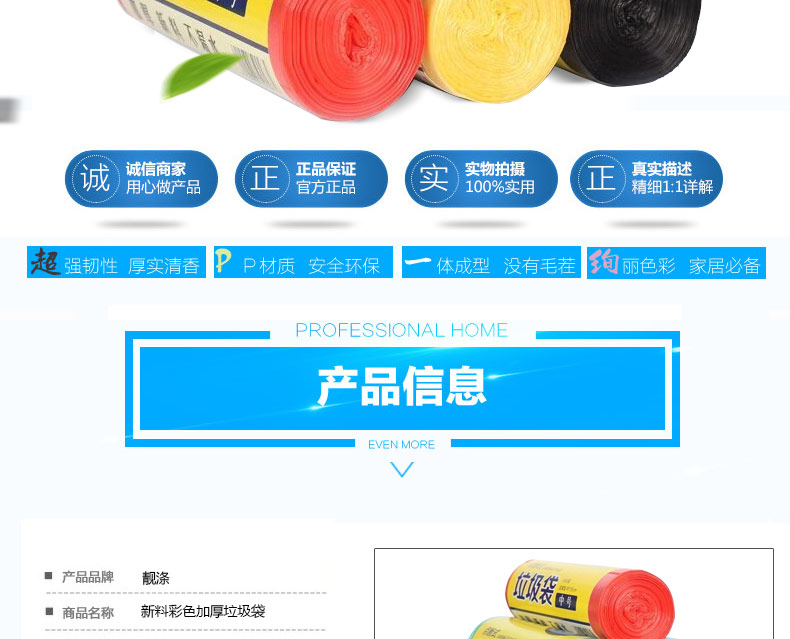 诚 诚信商家
用心做产品
正 正品保证
官方正品
实 实物拍摄
100%实用
正 真实描述
精细1:1详解
超强韧性 厚实清香
PP材质 安全环保
一体成型 没有毛茬
绚丽色彩 家居必备
PROFESSIONAL HOME
产品信息
EVEN MORE
产品品牌 靓涤
商品名称 新料彩色加厚垃圾袋
垃圾袋
中号